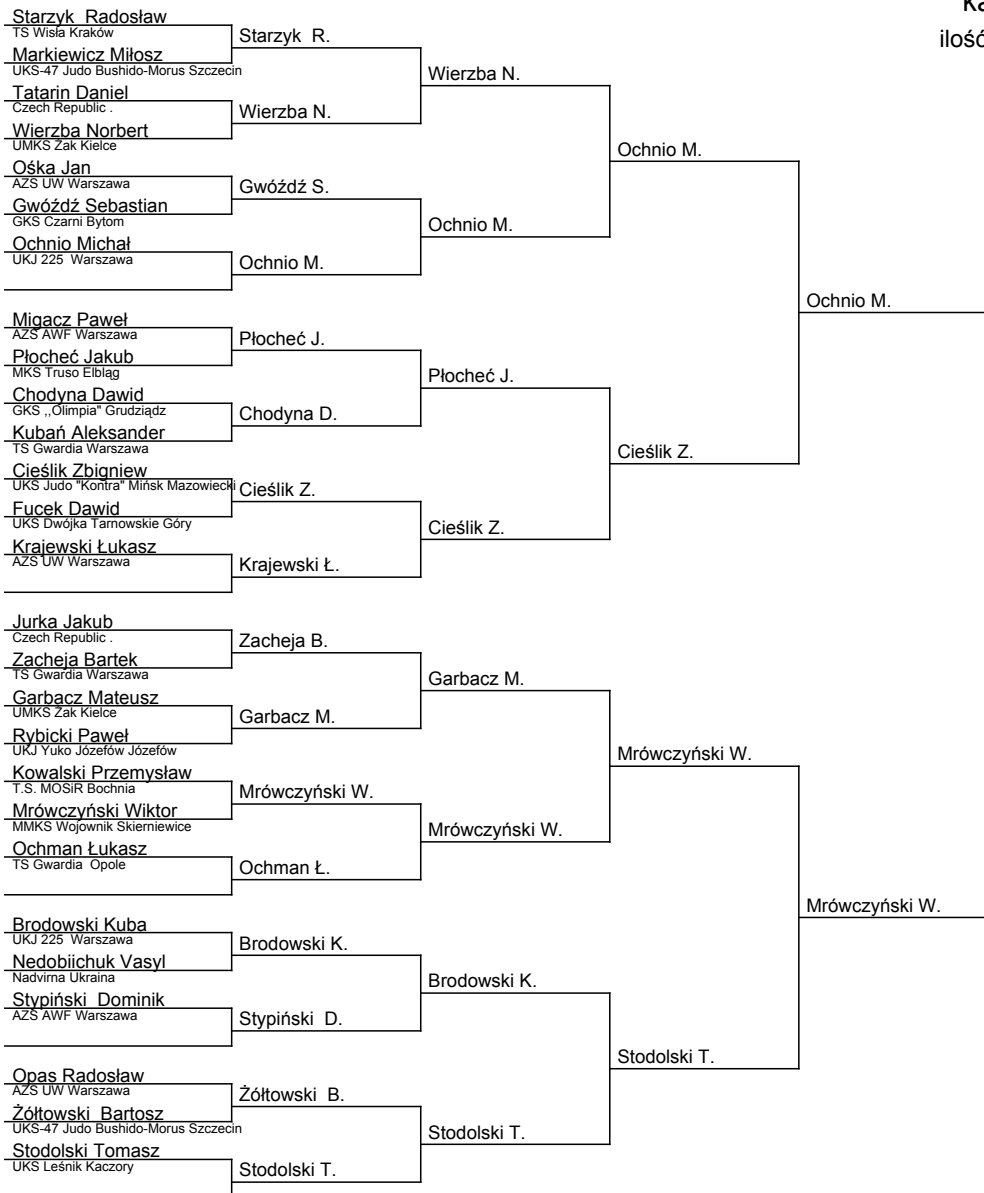 Ka
ilość
Starzyk Radosław
TS Wisła Kraków
Starzyk R.
Markiewicz Miłosz
UKS-47 Judo Bushido-Morus Szczecin
Wierzba N.
Tatarin Daniel
Czech Republic .
Wierzba N.
Wierzba Norbert
UMKS Żak Kielce
Ochnio M.
Ośka Jan
AZS UW Warszawa
Gwóźdź S.
Gwóźdź Sebastian
GKS Czarni Bytom
Ochnio M.
Ochnio Michał
UKJ 225 Warszawa
Ochnio M.
Ochnio M.
Migacz Paweł
AZS AWF Warszawa
Płocheć J.
Płocheć Jakub
MKS Truso Elbląg
Płocheć J.
Chodyna Dawid
GKS ,,Olimpia" Grudziądz
Chodyna D.
Kubań Aleksander
TS Gwardia Warszawa
Cieślik Z.
Cieślik Zbigniew
UKS Judo "Kontra" Mińsk Mazowiecki
Cieślik Z.
Fucek Dawid
UKS Dwójka Tarnowskie Góry
Cieślik Z.
Krajewski Łukasz
AZS UW Warszawa
Krajewski Ł.
Jurka Jakub
Czech Republic .
Zacheja B.
Zacheja Bartek
TS Gwardia Warszawa
Garbacz M.
Garbacz Mateusz
UMKS Żak Kielce
Garbacz M.
Rybicki Paweł
UKJ Yuko Józefów Józefów
Mrówczyński W.
Kowalski Przemysław
T.S. MOSiR Bochnia
Mrówczyński W.
Mrówczyński Wiktor
MMKS Wojownik Skierniewice
Mrówczyński W.
Ochman Łukasz
TS Gwardia Opole
Ochman Ł.
Mrówczyński W.
Brodowski Kuba
UKJ 225 Warszawa
Brodowski K.
Nedobiichuk Vasyl
Nadvirna Ukraina
Brodowski K.
Stypiński Dominik
AZS AWF Warszawa
Stypiński D.
Stodolski T.
Opas Radosław
AZS UW Warszawa
Żółtowski B.
Żółtowski Bartosz
UKS-47 Judo Bushido-Morus Szczecin
Stodolski T.
Stodolski Tomasz
UKS Leśnik Kaczory
Stodolski T.